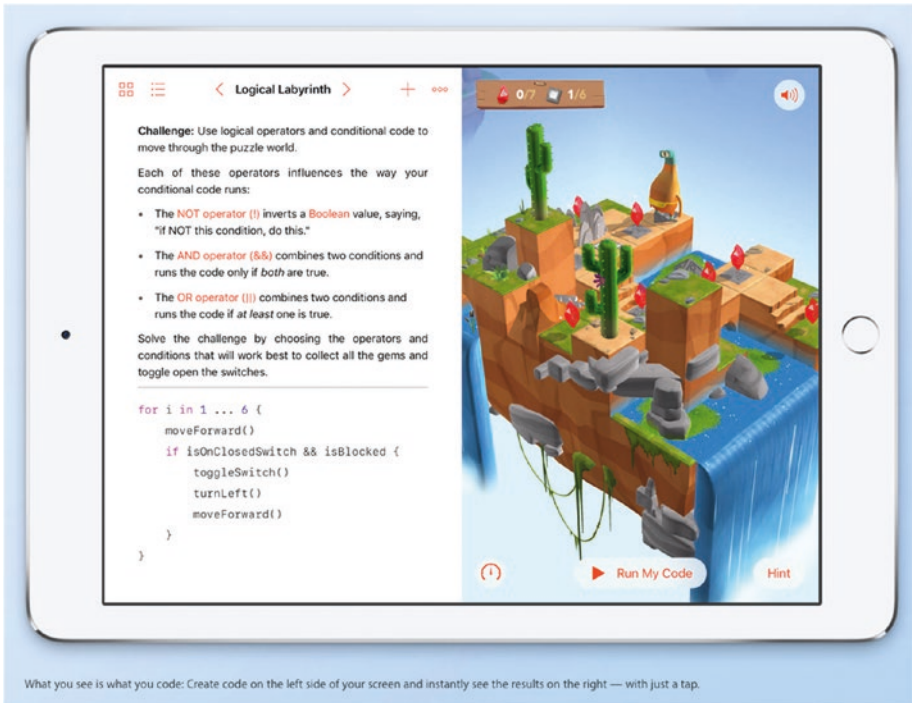 Logical Labyrinth
0/7 1/6
Challenge: Use logical operators and conditional code to
move through the puzzle world.
Each of these operators influences the way your
conditional code runs:
• The NOT operator (!) inverts a Boolean value, saying,
"if NOT this condition, do this."
• The AND operator (&&) combines two conditions and
runs the code only if both are true.
• The OR operator (||) combines two conditions and
runs the code if at least one is true.
Solve the challenge by choosing the operators and
conditions that will work best to collect all the gems and
toggle open the switches.
for i in 1 ... 6 {
    moveForward()
    if isOnClosedSwitch && isBlocked {
        toggleSwitch()
        turnLeft()
        moveForward()
    }
}
Run My Code
Hint
What you see is what you code: Create code on the left side of your screen and instantly see the results on the right — with just a tap.